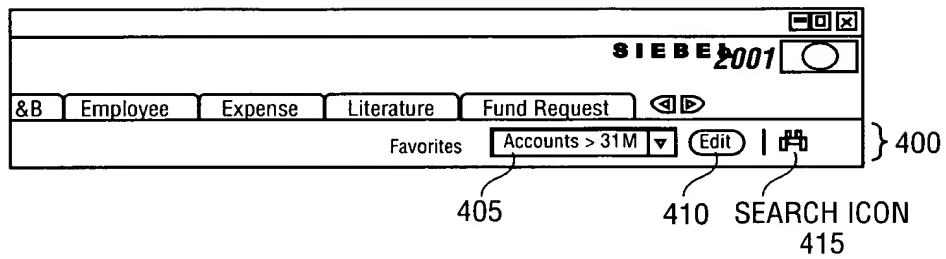 SIEBEL 2001
&B Employee Expense Literature Fund Request
Favorites Accounts > 31M Edit 400
405 410 SEARCH ICON
415